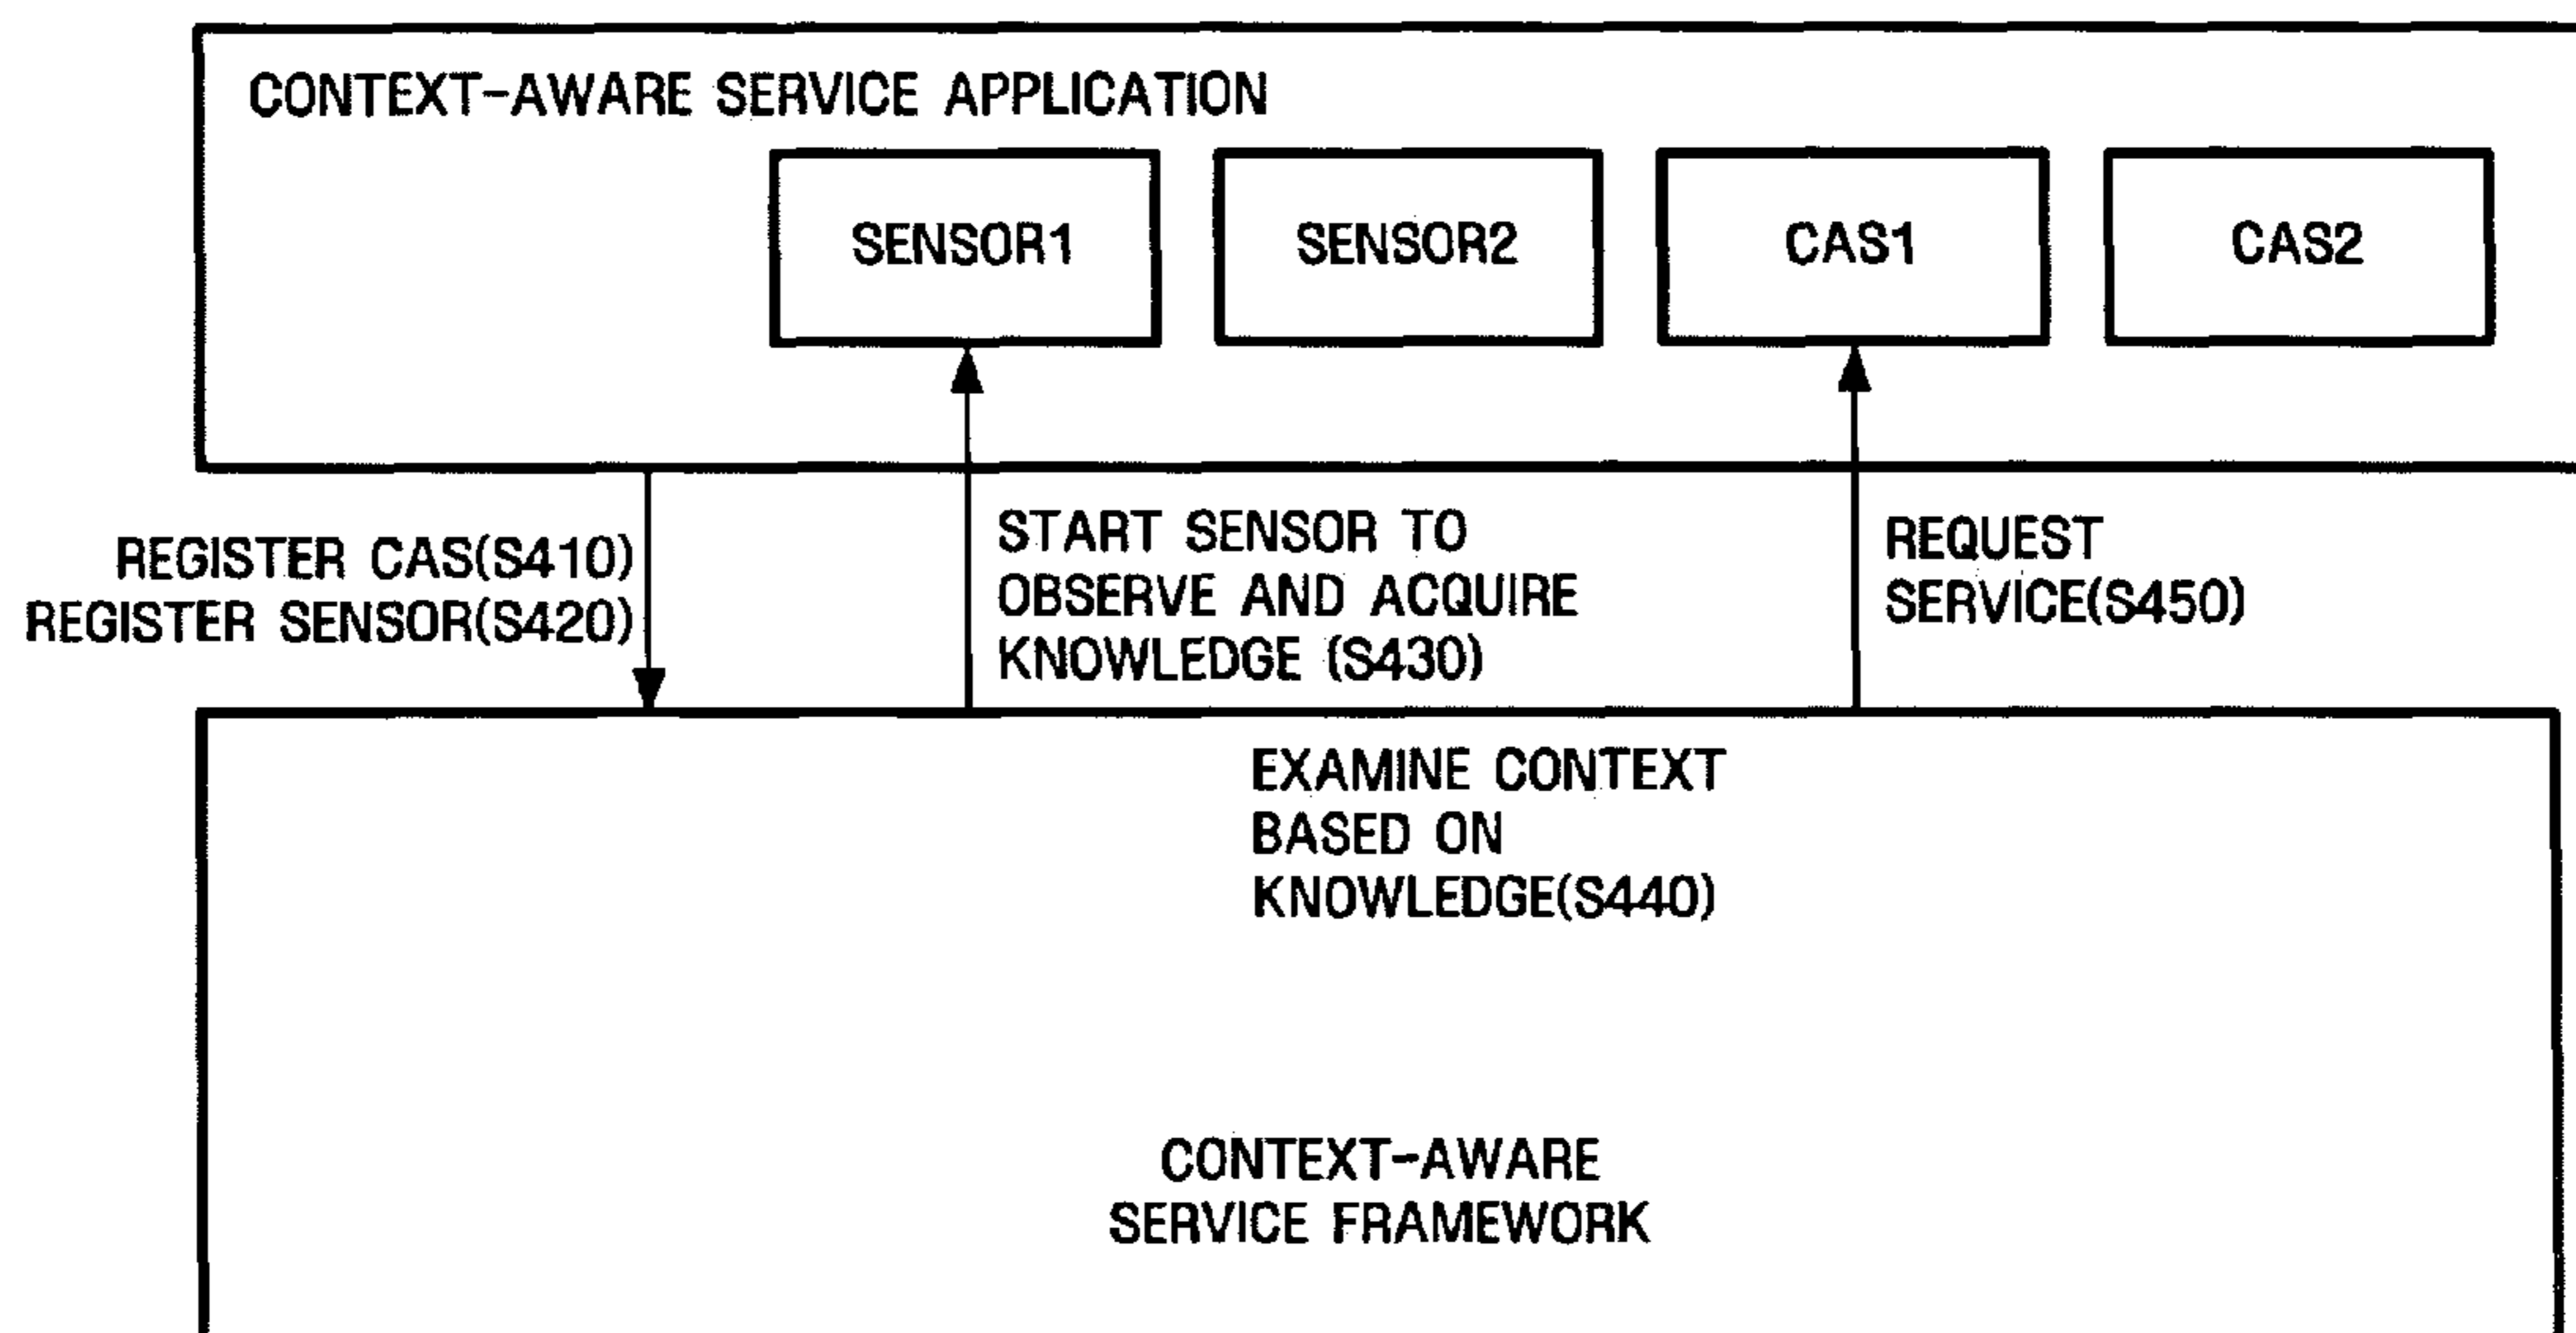 CONTEXT-AWARE SERVICE APPLICATION
SENSOR1
SENSOR2
CAS1
CAS2
REGISTER CAS(S410)
REGISTER SENSOR(S420)
START SENSOR TO
OBSERVE AND ACQUIRE
KNOWLEDGE (S430)
REQUEST
SERVICE(S450)
EXAMINE CONTEXT
BASED ON
KNOWLEDGE(S440)
CONTEXT-AWARE
SERVICE FRAMEWORK